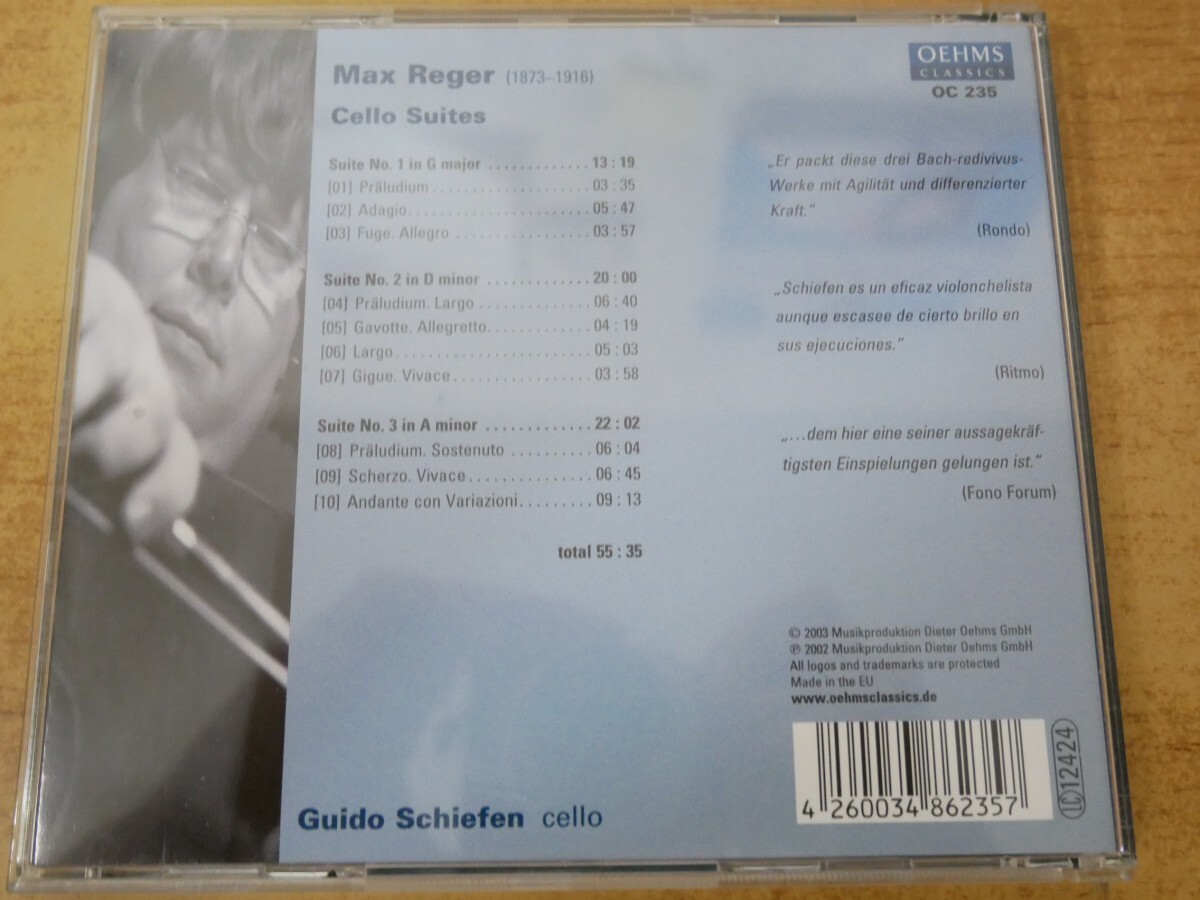 Max Reger (1873–1916)
Cello Suites
Suite No. 1 in G major ............. 13 : 19
[01] Präludium ...................... 03 : 35
[02] Adagio......................... 05 : 47
[03] Fuge. Allegro ................... 03 : 57
Suite No. 2 in D minor ............. 20 : 00
[04] Präludium. Largo ................ 06 : 40
[05] Gavotte. Allegretto.............. 04 : 19
[06] Largo.......................... 05 : 03
[07] Gigue. Vivace................... 03 : 58
Suite No. 3 in A minor ............. 22 : 02
[08] Präludium. Sostenuto ........... 06 : 04
[09] Scherzo. Vivace................. 06 : 45
[10] Andante con Variazioni.......... 09 : 13
total 55 : 35
OEHMS
CLASSICS
OC 235
„Er packt diese drei Bach-redivivus-
Werke mit Agilität und differenzierter
Kraft.“
(Rondo)
„Schiefen es un eficaz violonchelista
aunque escasee de cierto brillo en
sus ejecuciones.“
(Ritmo)
„...dem hier eine seiner aussagekräf-
tigsten Einspielungen gelungen ist.“
(Fono Forum)
© 2003 Musikproduktion Dieter Oehms GmbH
℗ 2002 Musikproduktion Dieter Oehms GmbH
All logos and trademarks are protected
Made in the EU
www.oehmsclassics.de
4 260034 862357
LC 12424
Guido Schiefen cello